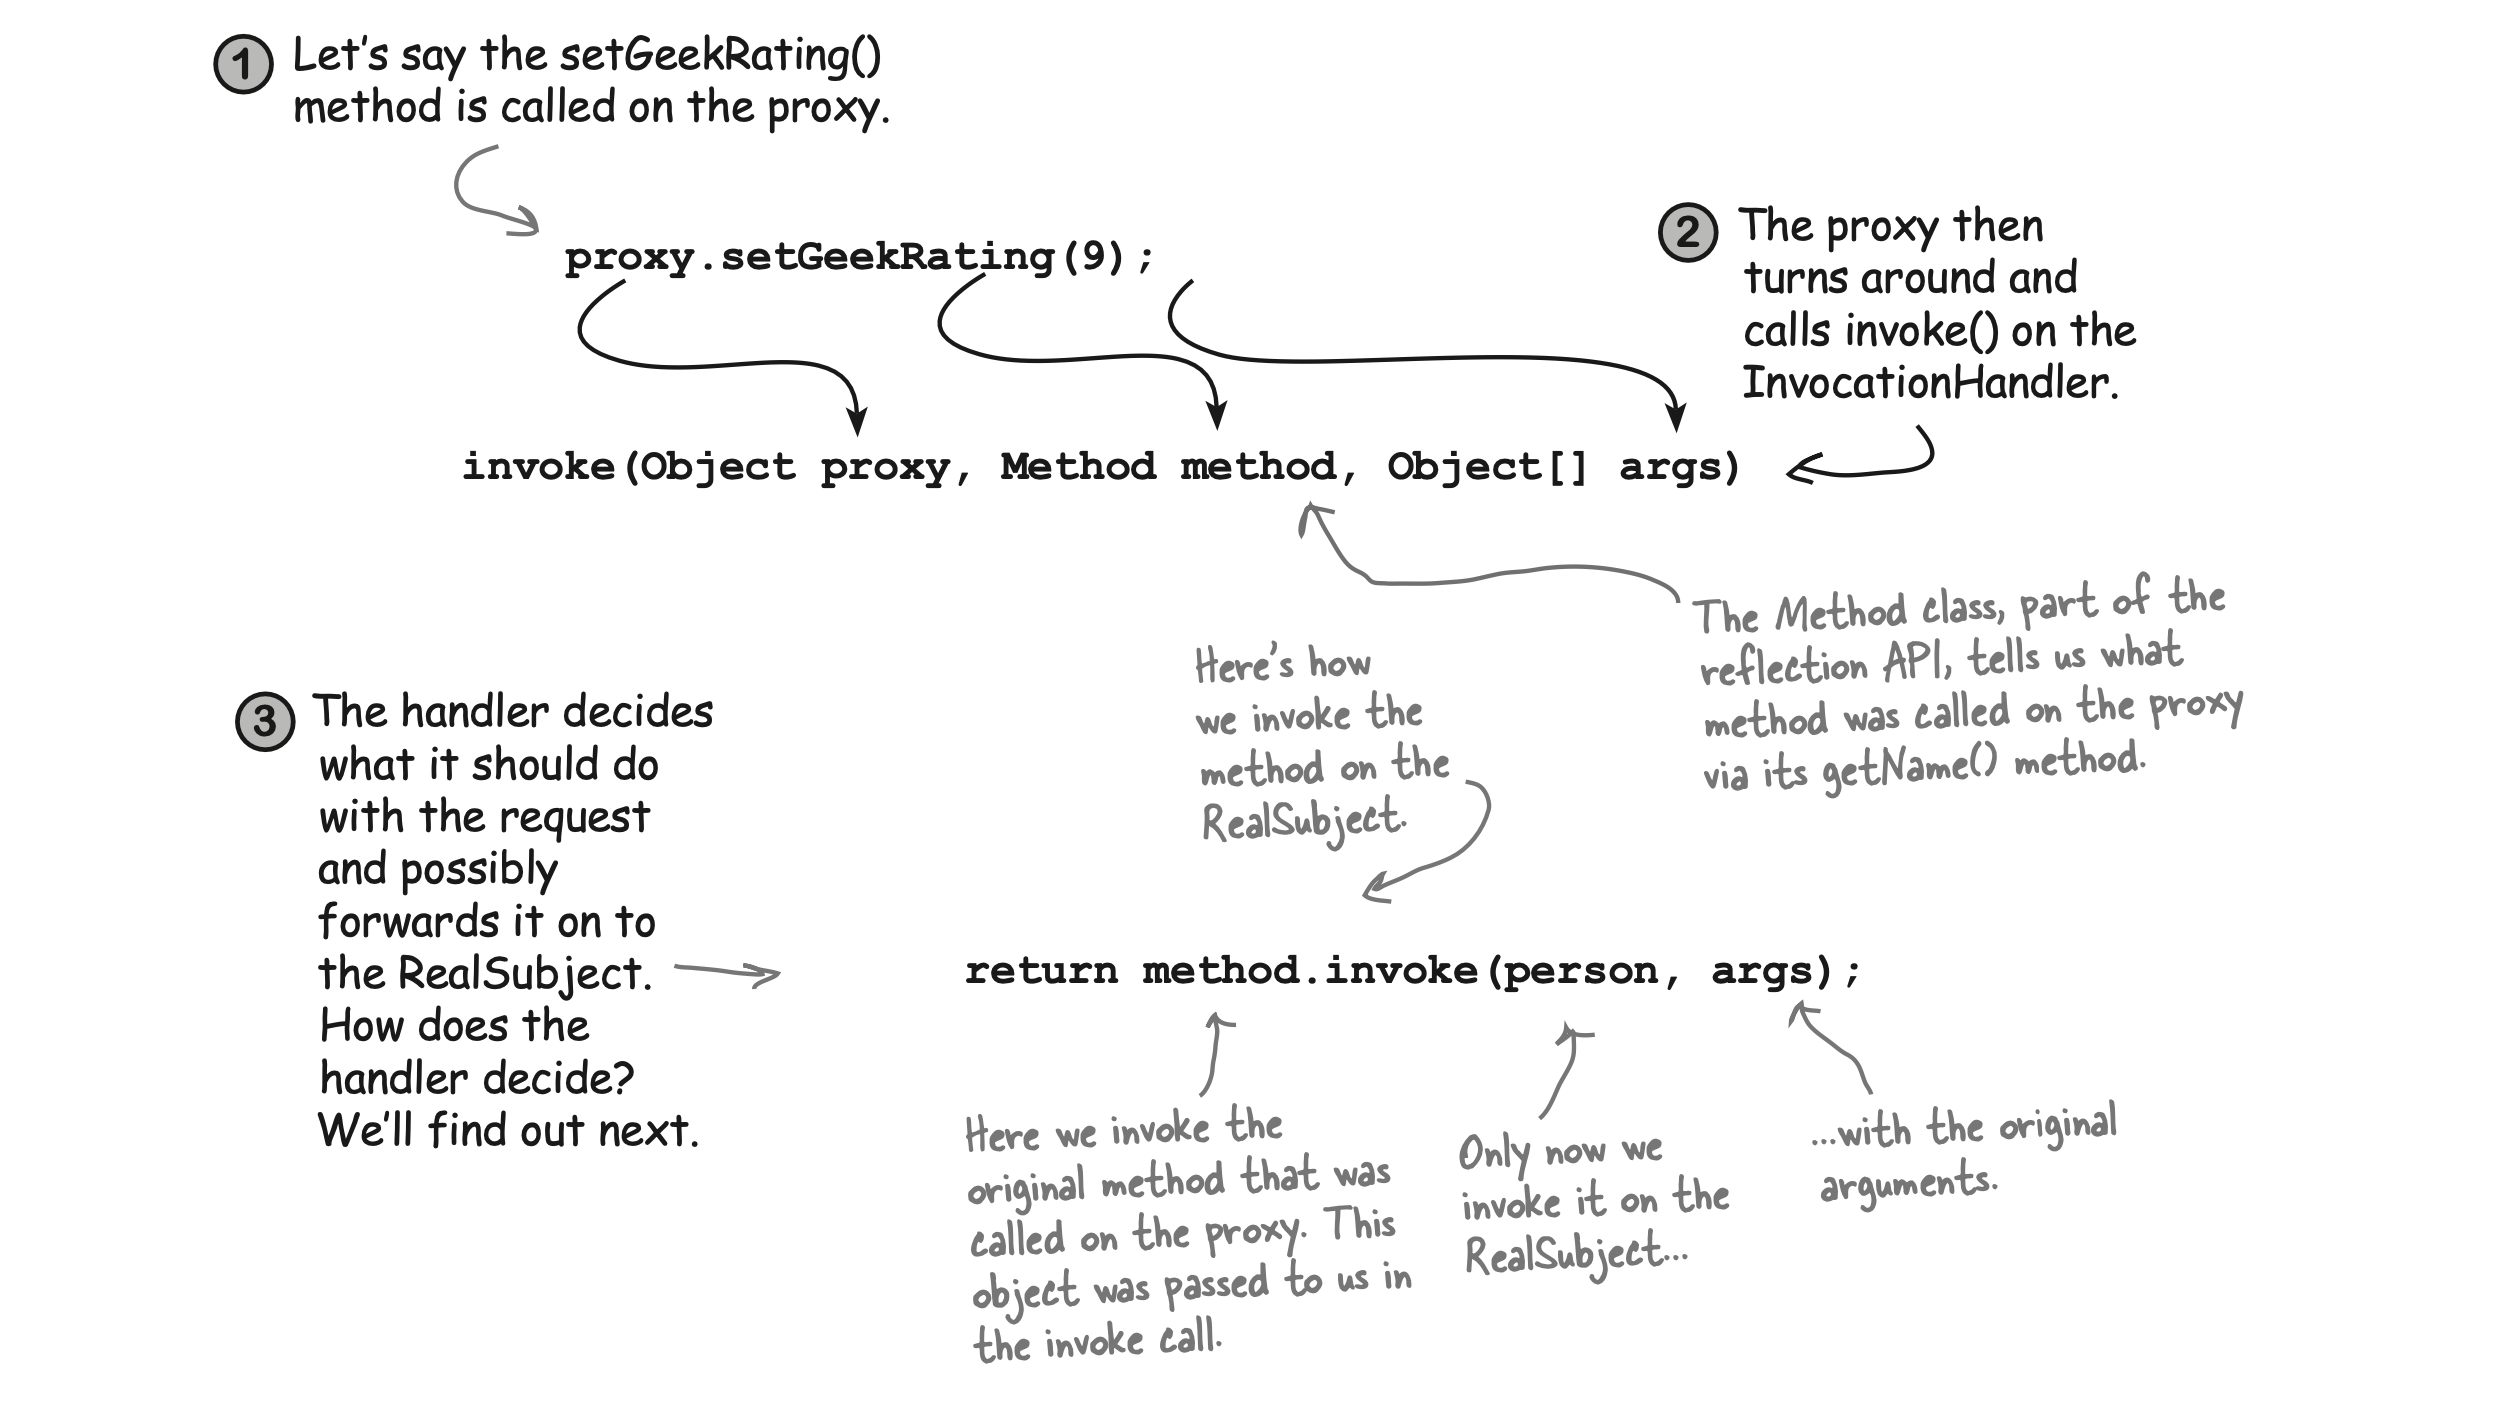 1 Let's say the setGeekRating()
method is called on the proxy.
proxy.setGeekRating(9);
2 The proxy then
turns around and
calls invoke() on the
InvocationHandler.
invoke(Object proxy, Method method, Object[] args)
The Method class, part of the
reflection API, tells us what
method was called on the proxy
via its getName() method.
Here's how
we invoke the
method on the
RealSubject.
3 The handler decides
what it should do
with the request
and possibly
forwards it on to
the RealSubject.
How does the
handler decide?
We'll find out next.
return method.invoke(person, args);
Here we invoke the
original method that was
called on the proxy. This
object was passed to us in
the invoke call.
Only now we
invoke it on the
RealSubject...
...with the original
arguments.